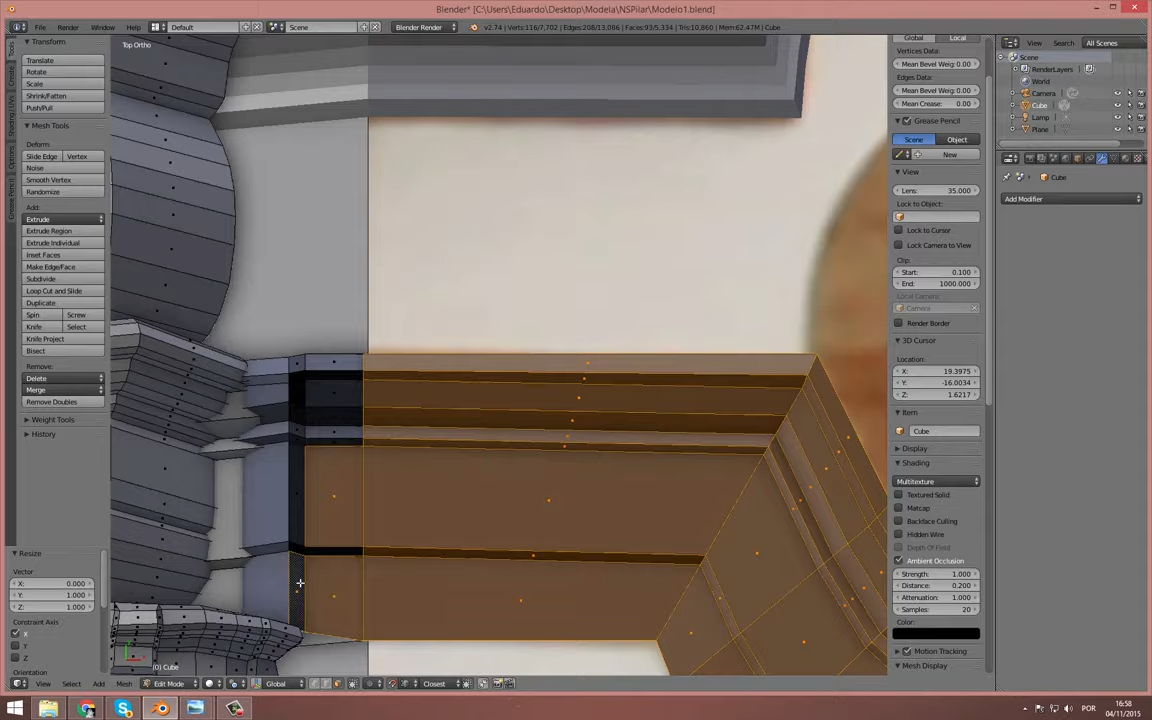 Blender* [C:\Users\Eduardo\Desktop\Modela\NSPilar\Modelo1.blend]
File Render Window Help Default Scene Blender Render v2.74 | Verts:116/7,702 | Edges:208/13,086 | Faces:93/5,334 | Tris:10,860 | Mem:62.47M | Cube
Transform
Translate
Rotate
Scale
Shrink/Fatten
Push/Pull
Mesh Tools
Deform:
Slide Edge Vertex
Noise
Smooth Vertex
Randomize
Add:
Extrude
Extrude Region
Extrude Individual
Inset Faces
Make Edge/Face
Subdivide
Loop Cut and Slide
Duplicate
Spin Screw
Knife Select
Knife Project
Bisect
Remove:
Delete
Merge
Remove Doubles
Weight Tools
History
Resize
Vector
X: 0.000
Y: 1.000
Z: 1.000
Constraint Axis
X
Y
Z
Orientation
Tools
Create
Shading / UVs
Options
Grease Pencil
Top Ortho
(0) Cube
View Select Add Mesh Edit Mode Global Closest
Global Local
Vertices Data:
Mean Bevel Weig: 0.00
Edges Data:
Mean Bevel Weig: 0.00
Mean Crease: 0.00
Grease Pencil
Scene Object
New
View
Lens: 35.000
Lock to Object:
Lock to Cursor
Lock Camera to View
Clip:
Start: 0.100
End: 1000.000
Local Camera:
Camera
Render Border
3D Cursor
Location:
X: 19.3975
Y: -16.0034
Z: 1.6217
Item
Cube
Display
Shading
Multitexture
Textured Solid
Matcap
Backface Culling
Hidden Wire
Depth Of Field
Ambient Occlusion
Strength: 1.000
Distance: 0.200
Attenuation: 1.000
Samples: 20
Color:
Motion Tracking
Mesh Display
View Search All Scenes
Scene
RenderLayers
World
Camera
Cube
Lamp
Plane
Cube
Add Modifier
POR
16:58
04/11/2015